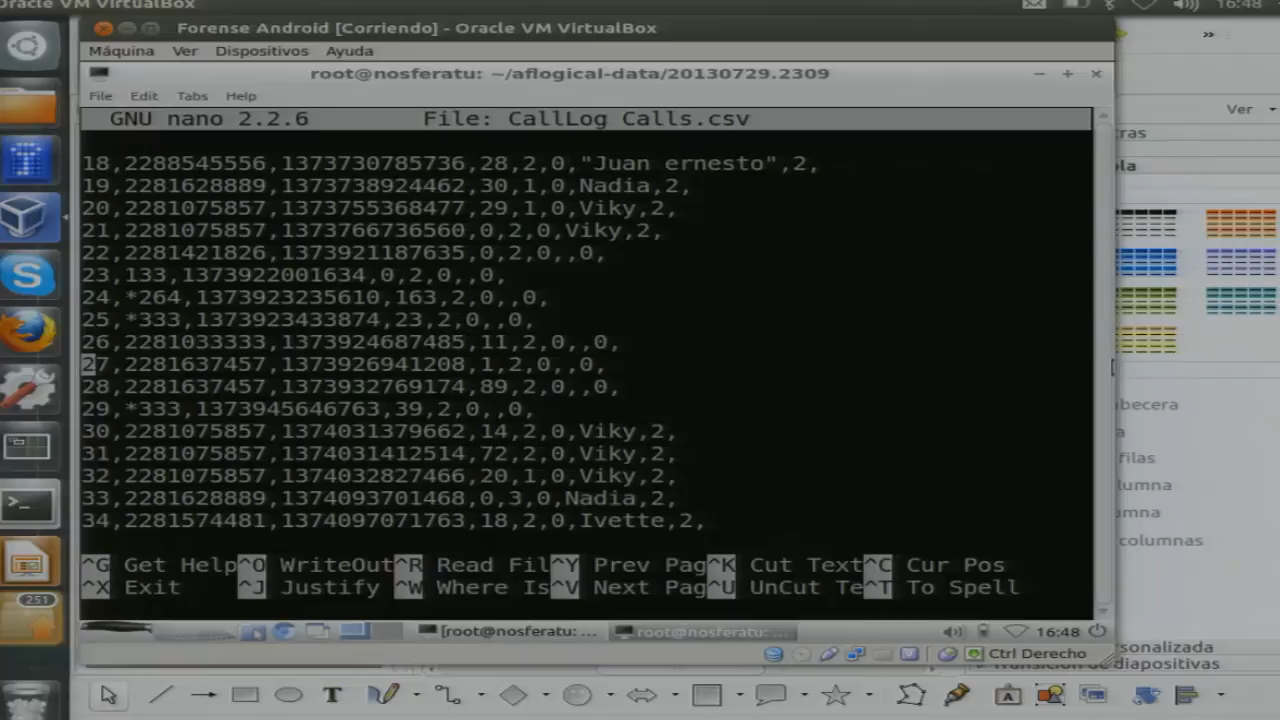 Oracle VM VirtualBox
16:48
Forense Android [Corriendo] - Oracle VM VirtualBox
Máquina Ver Dispositivos Ayuda
root@nosferatu: ~/aflogical-data/20130729.2309
File Edit Tabs Help
GNU nano 2.2.6 File: CallLog Calls.csv
Ver
18,2288545556,1373730785736,28,2,0,"Juan ernesto",2,
19,2281628889,1373738924462,30,1,0,Nadia,2,
20,2281075857,1373755368477,29,1,0,Viky,2,
21,2281075857,1373766736360,0,2,0,Viky,2,
22,2281421826,1373921187635,0,2,0,,0,
23,133,1373922001634,0,2,0,,0,
24,*264,1373923235610,163,2,0,,0,
25,*333,1373923433874,23,2,0,,0,
26,2281033333,1373924687485,11,2,0,,0,
27,2281637457,1373926941208,1,2,0,,0,
28,2281637457,1373932769174,89,2,0,,0,
29,*333,1373945646763,39,2,0,,0,
30,2281075857,1374031379662,14,2,0,Viky,2,
31,2281075857,1374031412514,72,2,0,Viky,2,
32,2281075857,1374032827466,20,1,0,Viky,2,
33,2281628889,1374093701468,0,3,0,Nadia,2,
34,2281574481,1374097071763,18,2,0,Ivette,2,
^G Get Help ^O WriteOut ^R Read Fil ^Y Prev Pag ^K Cut Text ^C Cur Pos
^X Exit ^J Justify ^W Where Is ^V Next Pag ^U UnCut Te ^T To Spell
[root@nosferatu: ... root@nosferatu: ... 16:48
Ctrl Derecho
ras
la
abecera
a
filas
lumna
mna
columnas
rsonalizada
Transición de diapositivas
251